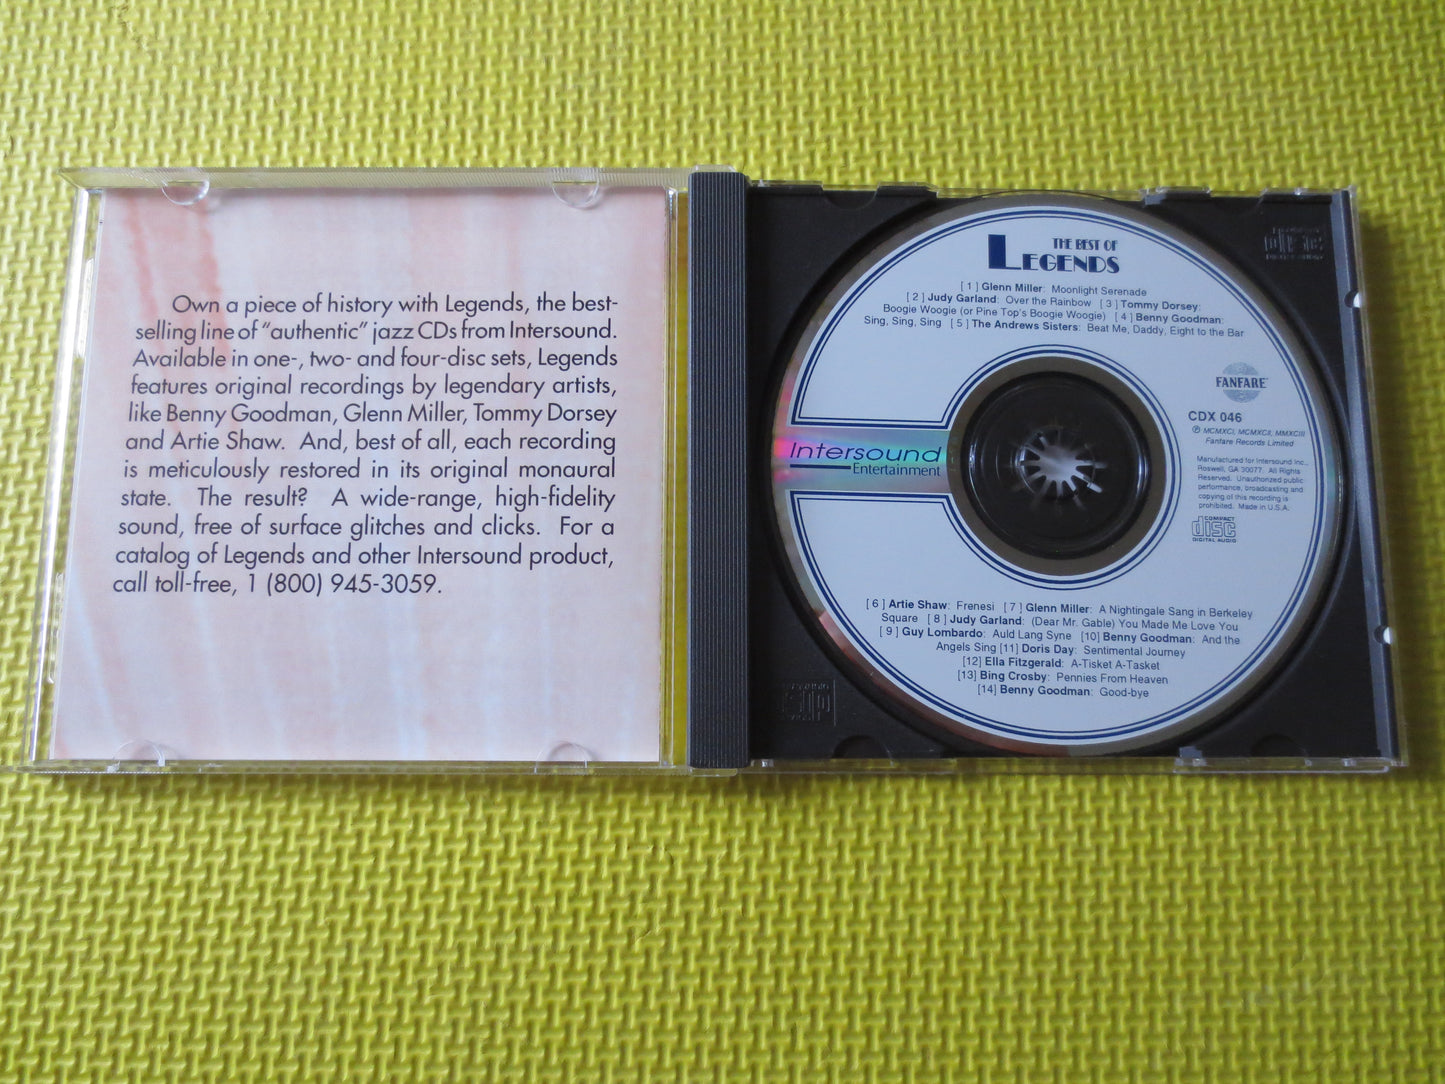 Own a piece of history with Legends, the best-
selling line of "authentic" jazz CDs from Intersound.
Available in one-, two- and four-disc sets, Legends
features original recordings by legendary artists,
like Benny Goodman, Glenn Miller, Tommy Dorsey
and Artie Shaw. And, best of all, each recording
is meticulously restored in its original monaural
state. The result? A wide-range, high-fidelity
sound, free of surface glitches and clicks. For a
catalog of Legends and other Intersound product,
call toll-free, 1 (800) 945-3059.
THE BEST OF
LEGENDS
[ 1 ] Glenn Miller: Moonlight Serenade
[ 2 ] Judy Garland: Over the Rainbow [ 3 ] Tommy Dorsey:
Boogie Woogie (or Pine Top's Boogie Woogie) [ 4 ] Benny Goodman:
Sing, Sing, Sing [ 5 ] The Andrews Sisters: Beat Me, Daddy, Eight to the Bar
FANFARE
CDX 046
℗ MCMXCI, MCMXCII, MMXCIII
Fanfare Records Limited
Intersound
Entertainment
Manufactured for Intersound Inc.,
Roswell, GA 30077. All Rights
Reserved. Unauthorized public
performance, broadcasting and
copying of this recording is
prohibited. Made in U.S.A.
COMPACT
disc
DIGITAL AUDIO
[ 6 ] Artie Shaw: Frenesi [ 7 ] Glenn Miller: A Nightingale Sang in Berkeley
Square [ 8 ] Judy Garland: (Dear Mr. Gable) You Made Me Love You
[ 9 ] Guy Lombardo: Auld Lang Syne [10] Benny Goodman: And the
Angels Sing [11] Doris Day: Sentimental Journey
[12] Ella Fitzgerald: A-Tisket A-Tasket
[13] Bing Crosby: Pennies From Heaven
[14] Benny Goodman: Good-bye